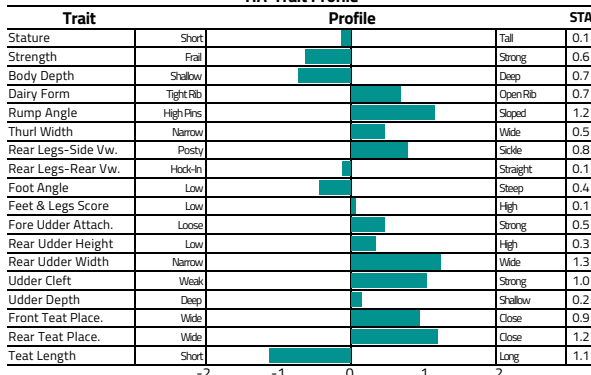 Trait Profile STA
Stature Short Tall 0.1
Strength Frail Strong 0.6
Body Depth Shallow Deep 0.7
Dairy Form Tight Rib Open Rib 0.7
Rump Angle High Pins Sloped 1.2
Thurl Width Narrow Wide 0.5
Rear Legs-Side Vw. Posty Sickle 0.8
Rear Legs-Rear Vw. Hock-In Straight 0.1
Foot Angle Low Steep 0.4
Feet & Legs Score Low High 0.1
Fore Udder Attach. Loose Strong 0.5
Rear Udder Height Low High 0.3
Rear Udder Width Narrow Wide 1.3
Udder Cleft Weak Strong 1.0
Udder Depth Deep Shallow 0.2
Front Teat Place. Wide Close 0.9
Rear Teat Place. Wide Close 1.2
Teat Length Short Long 1.1
-2 -1 0 1 2